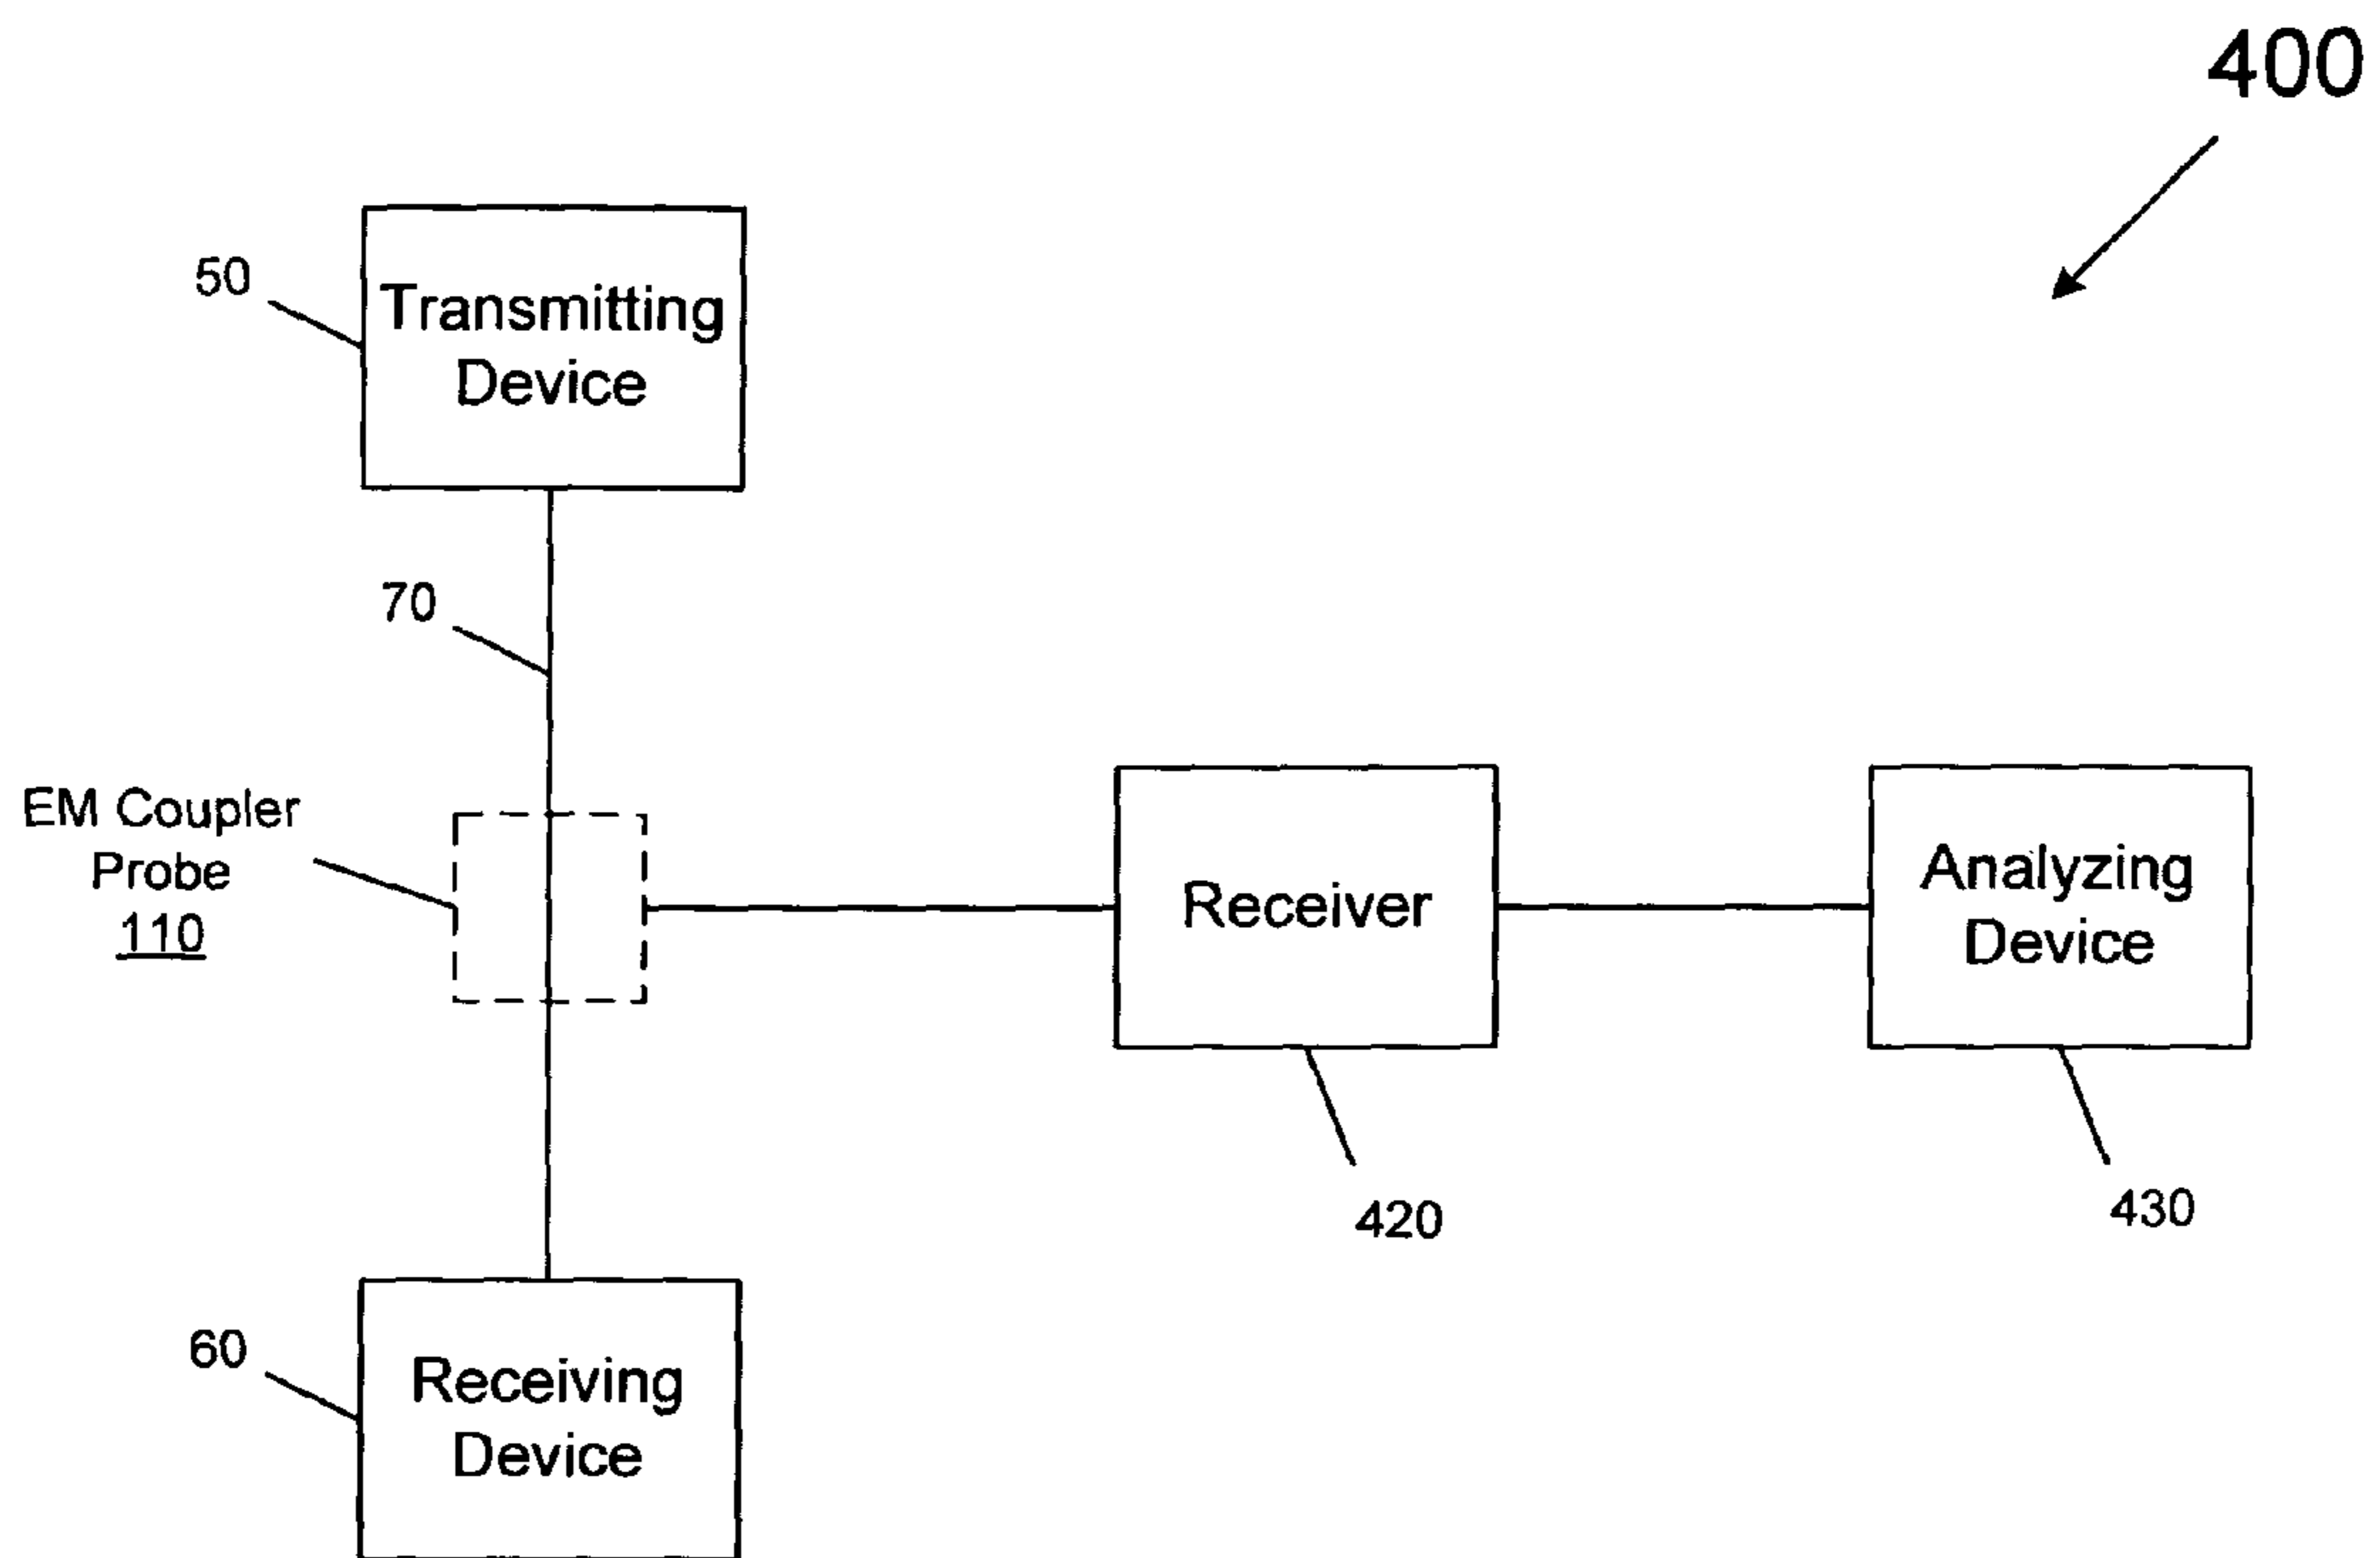 400
50
Transmitting
Device
70
EM Coupler
Probe
110
Receiver
Analyzing
Device
420
430
60
Receiving
Device